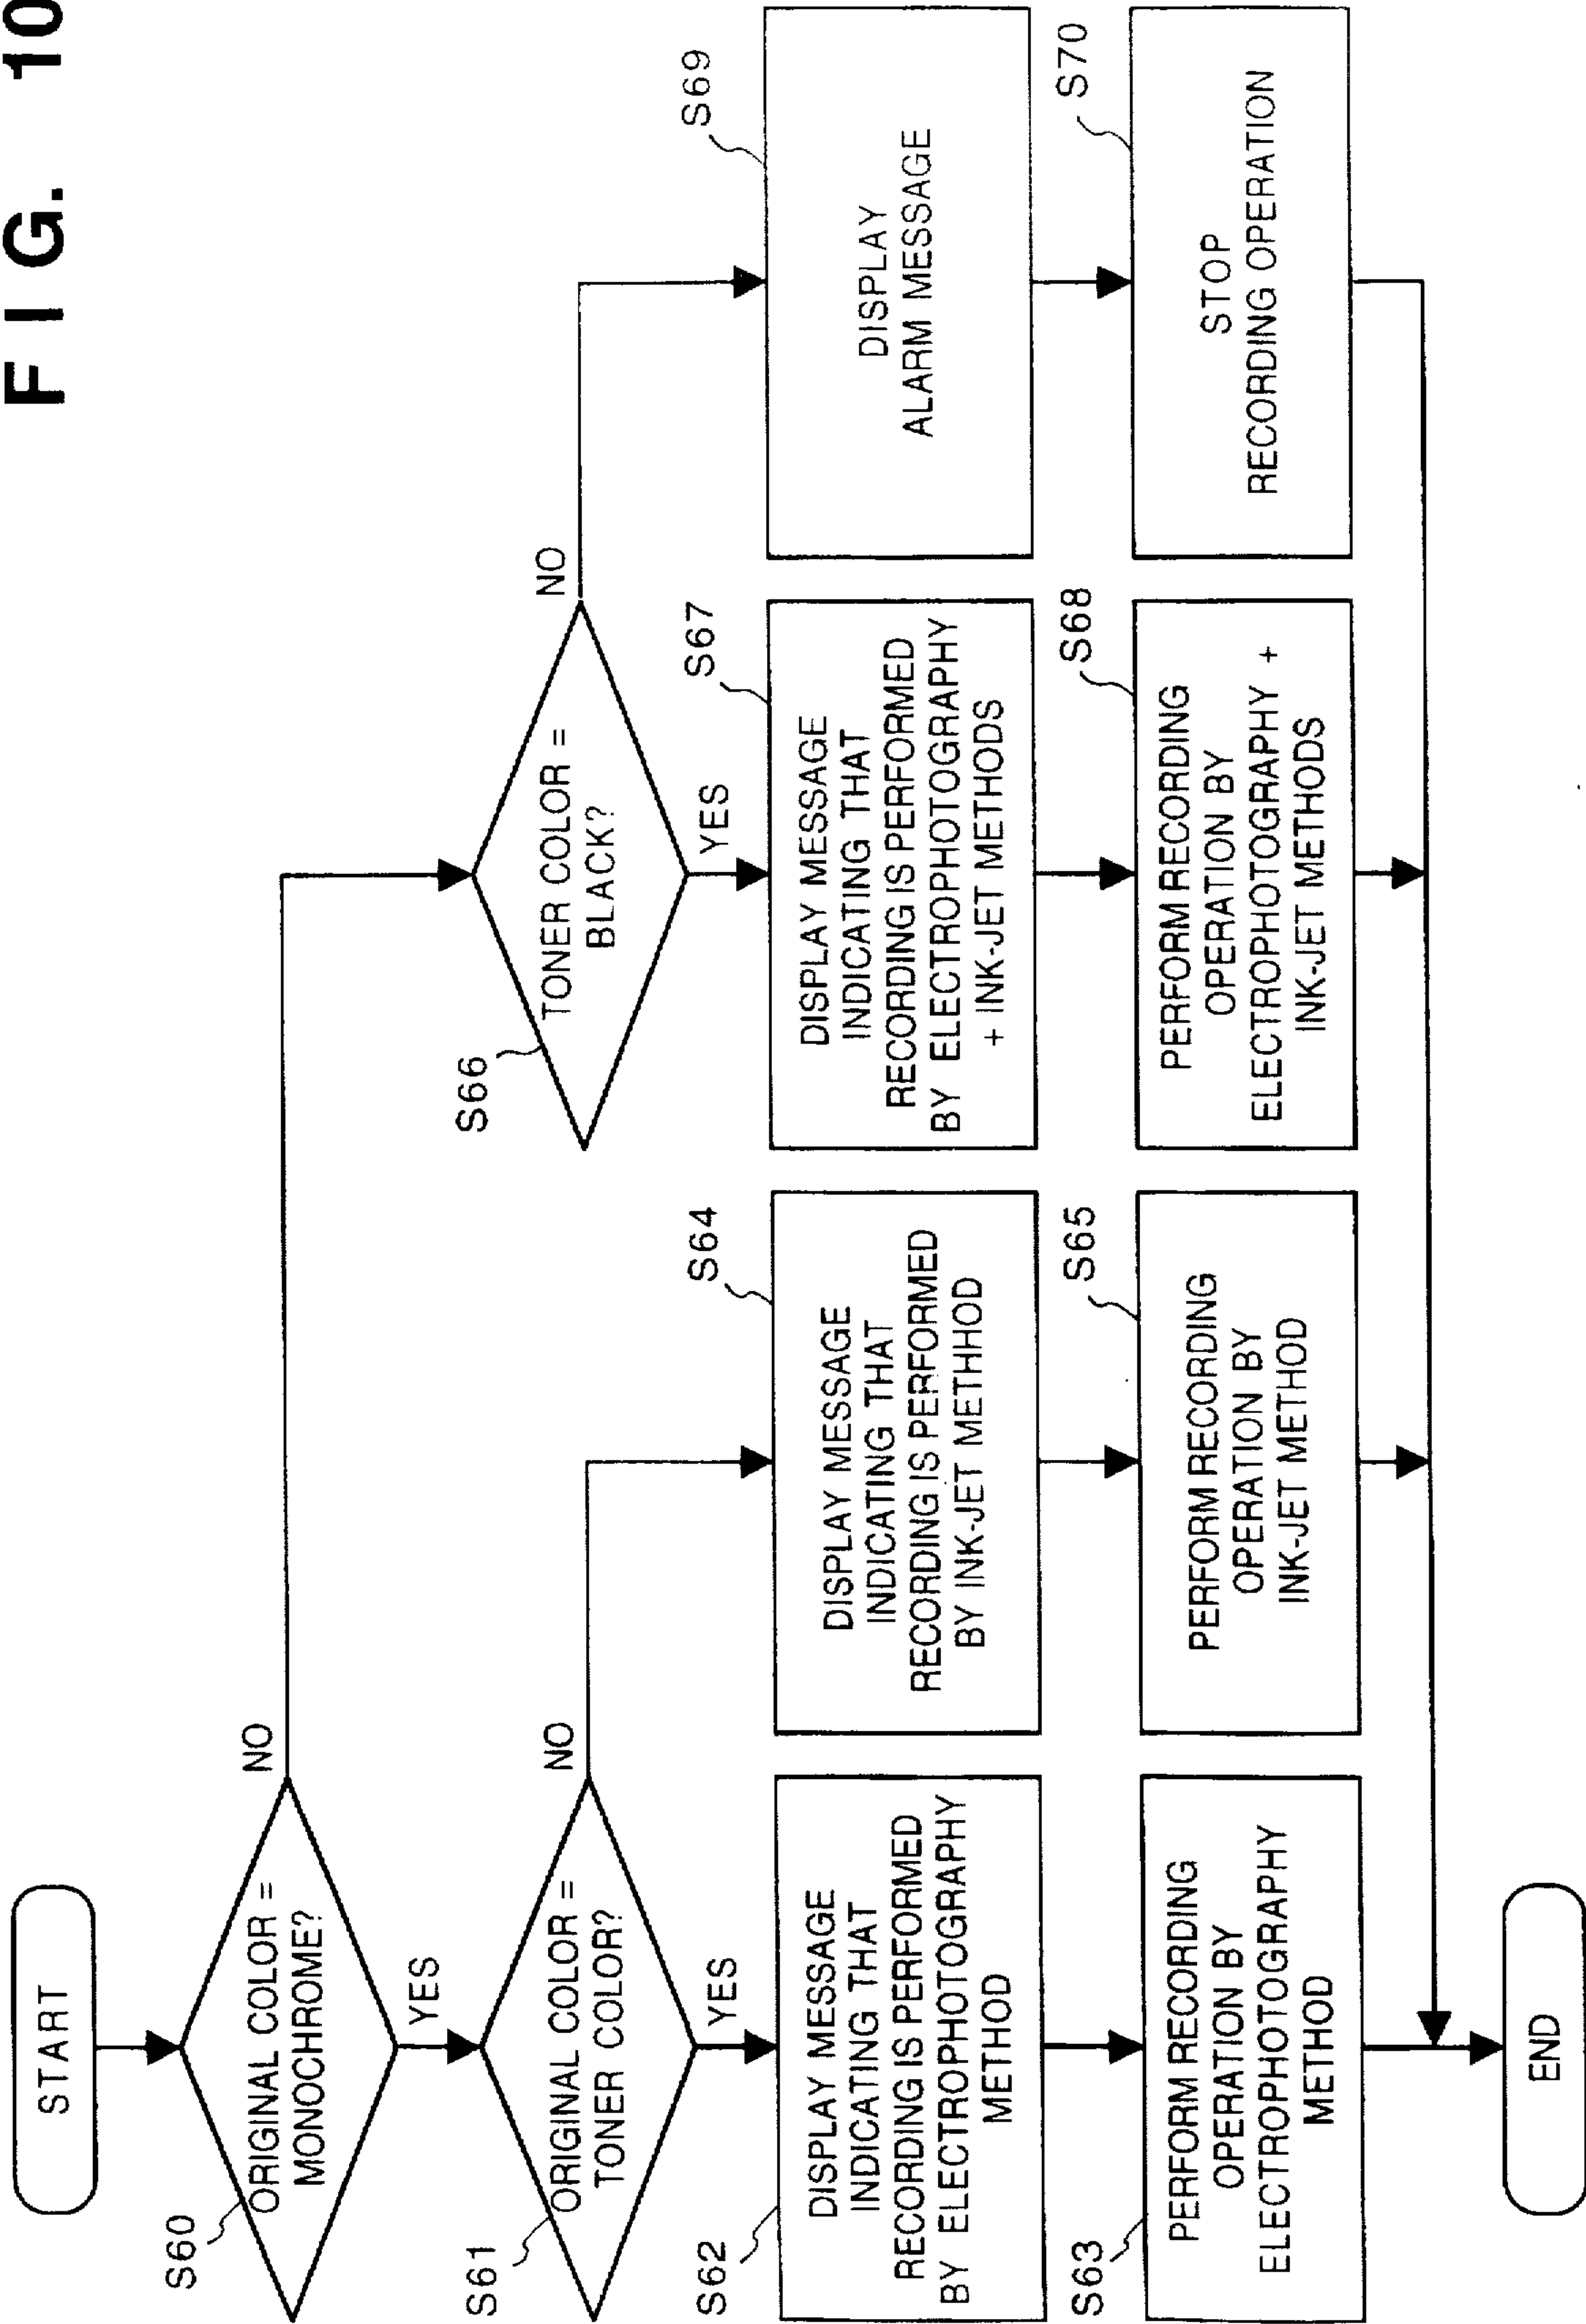 FIG. 10
START
S60
ORIGINAL COLOR =
MONOCHROME?
NO
YES
S61
ORIGINAL COLOR =
TONER COLOR?
NO
YES
S62
DISPLAY MESSAGE
INDICATING THAT
RECORDING IS PERFORMED
BY ELECTROPHOTOGRAPHY
METHOD
S63
PERFORM RECORDING
OPERATION BY
ELECTROPHOTOGRAPHY
METHOD
S64
DISPLAY MESSAGE
INDICATING THAT
RECORDING IS PERFORMED
BY INK-JET METHHOD
S65
PERFORM RECORDING
OPERATION BY
INK-JET METHOD
S66
TONER COLOR =
BLACK?
NO
YES
S67
DISPLAY MESSAGE
INDICATING THAT
RECORDING IS PERFORMED
BY ELECTROPHOTOGRAPHY
+ INK-JET METHODS
S68
PERFORM RECORDING
OPERATION BY
ELECTROPHOTOGRAPHY +
INK-JET METHODS
S69
DISPLAY
ALARM MESSAGE
S70
STOP
RECORDING OPERATION
END